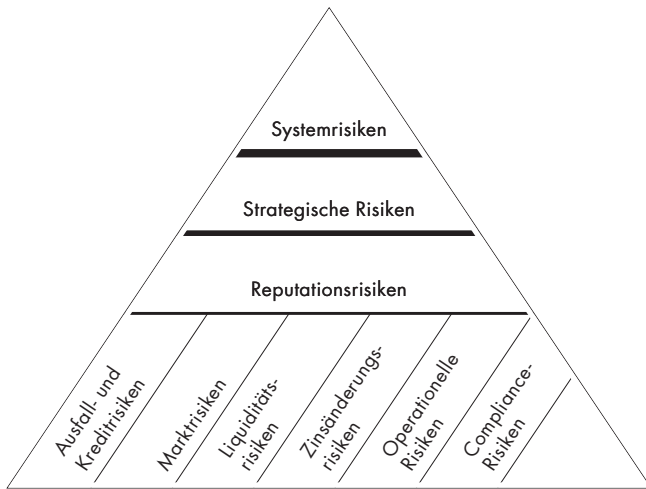 Systemrisiken
Strategische Risiken
Reputationsrisiken
Ausfall- und
Kreditrisiken
Marktrisiken
Liquiditäts-
risiken
Zinsänderungs-
risiken
Operationelle
Risiken
Compliance-
Risiken